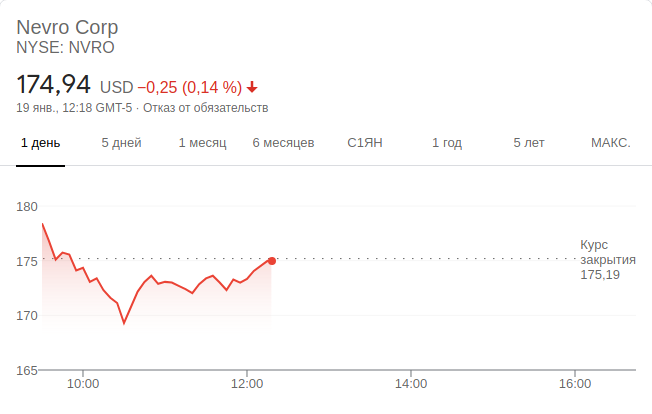 Nevro Corp
NYSE: NVRO
174,94 USD −0,25 (0,14 %)
19 янв., 12:18 GMT-5 · Отказ от обязательств
1 день 5 дней 1 месяц 6 месяцев С1ЯН 1 год 5 лет МАКС.
180
175
170
165
Курс
закрытия
175,19
10:00 12:00 14:00 16:00